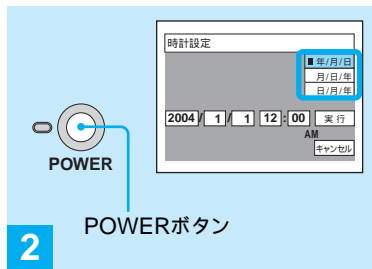 時計設定
年/月/日
月/日/年
日/月/年
2004 / 1 / 1 12 : 00 実行
AM
キャンセル
POWER
POWERボタン
2